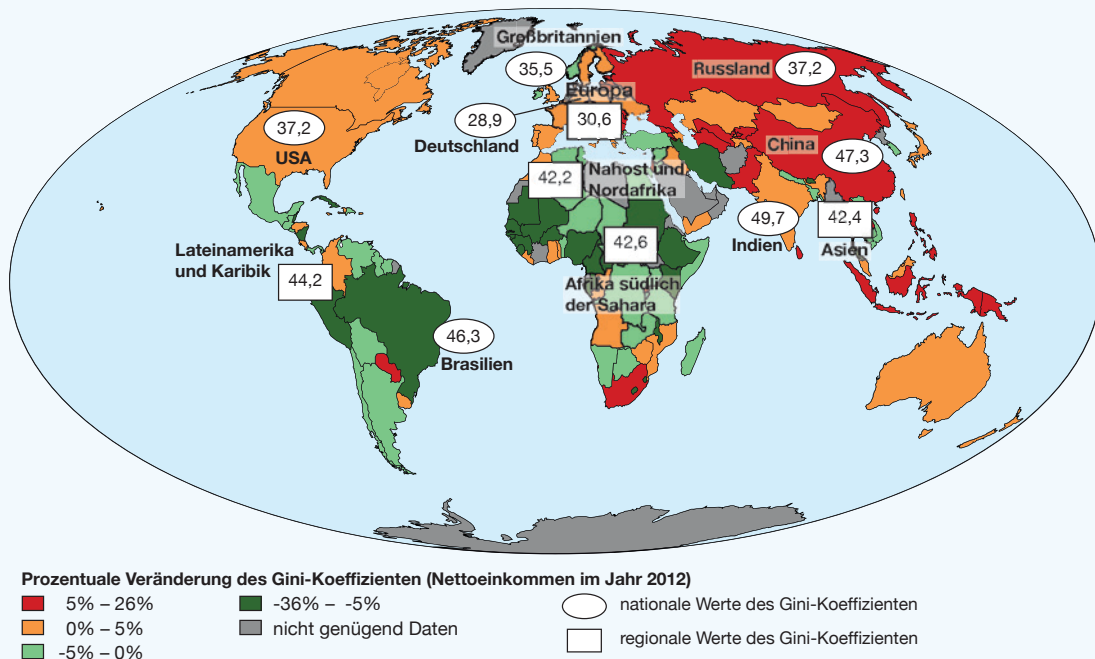 Großbritannien
35,5
Russland
37,2
Europa
30,6
37,2
USA
28,9
Deutschland
China
47,3
42,2
Nahost und
Nordafrika
49,7
Indien
42,4
Asien
Lateinamerika
und Karibik
44,2
42,6
Afrika südlich
der Sahara
46,3
Brasilien
Prozentuale Veränderung des Gini-Koeffizienten (Nettoeinkommen im Jahr 2012)
5% – 26%
0% – 5%
-5% – 0%
-36% – -5%
nicht genügend Daten
nationale Werte des Gini-Koeffizienten
regionale Werte des Gini-Koeffizienten